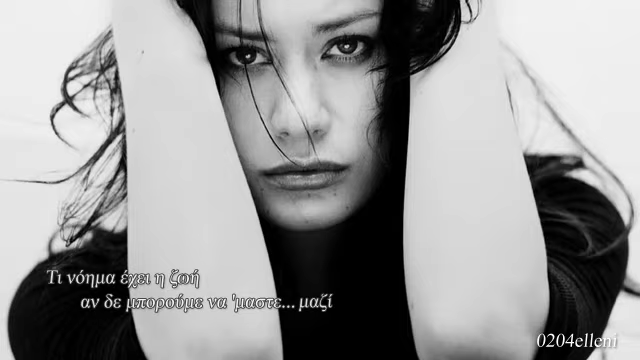 Τι νόημα έχει η ζωή
αν δε μπορούμε να 'μαστε... μαζί
0204elleni